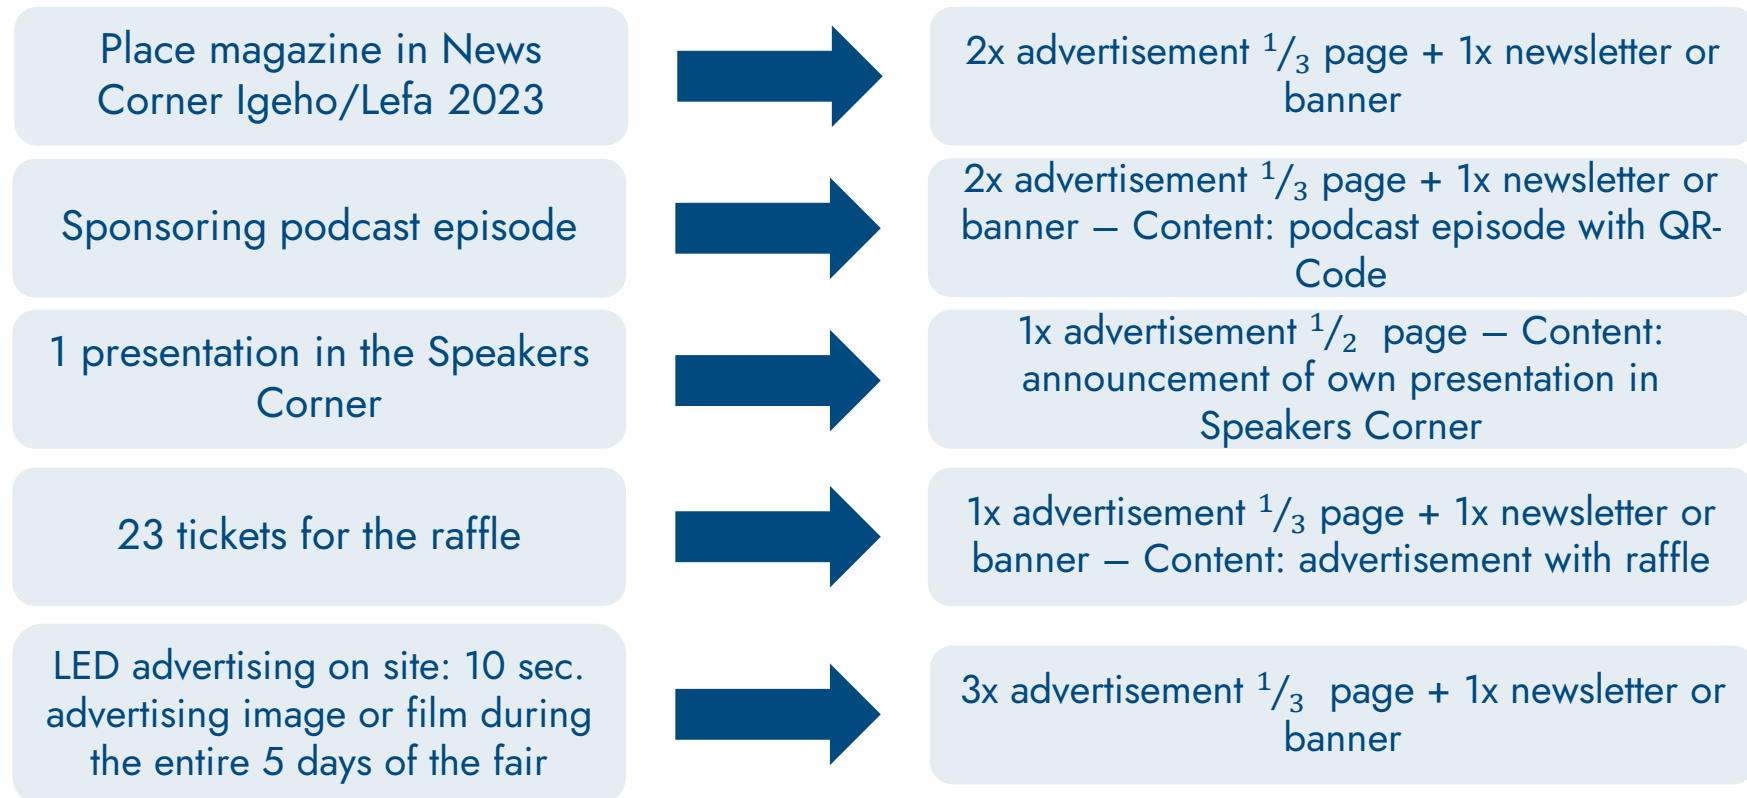 Place magazine in News
Corner Igeho/Lefa 2023
2x advertisement 1/3 page + 1x newsletter or
banner
Sponsoring podcast episode
2x advertisement 1/3 page + 1x newsletter or
banner – Content: podcast episode with QR-
Code
1 presentation in the Speakers
Corner
1x advertisement 1/2 page – Content:
announcement of own presentation in
Speakers Corner
23 tickets for the raffle
1x advertisement 1/3 page + 1x newsletter or
banner – Content: advertisement with raffle
LED advertising on site: 10 sec.
advertising image or film during
the entire 5 days of the fair
3x advertisement 1/3 page + 1x newsletter or
banner